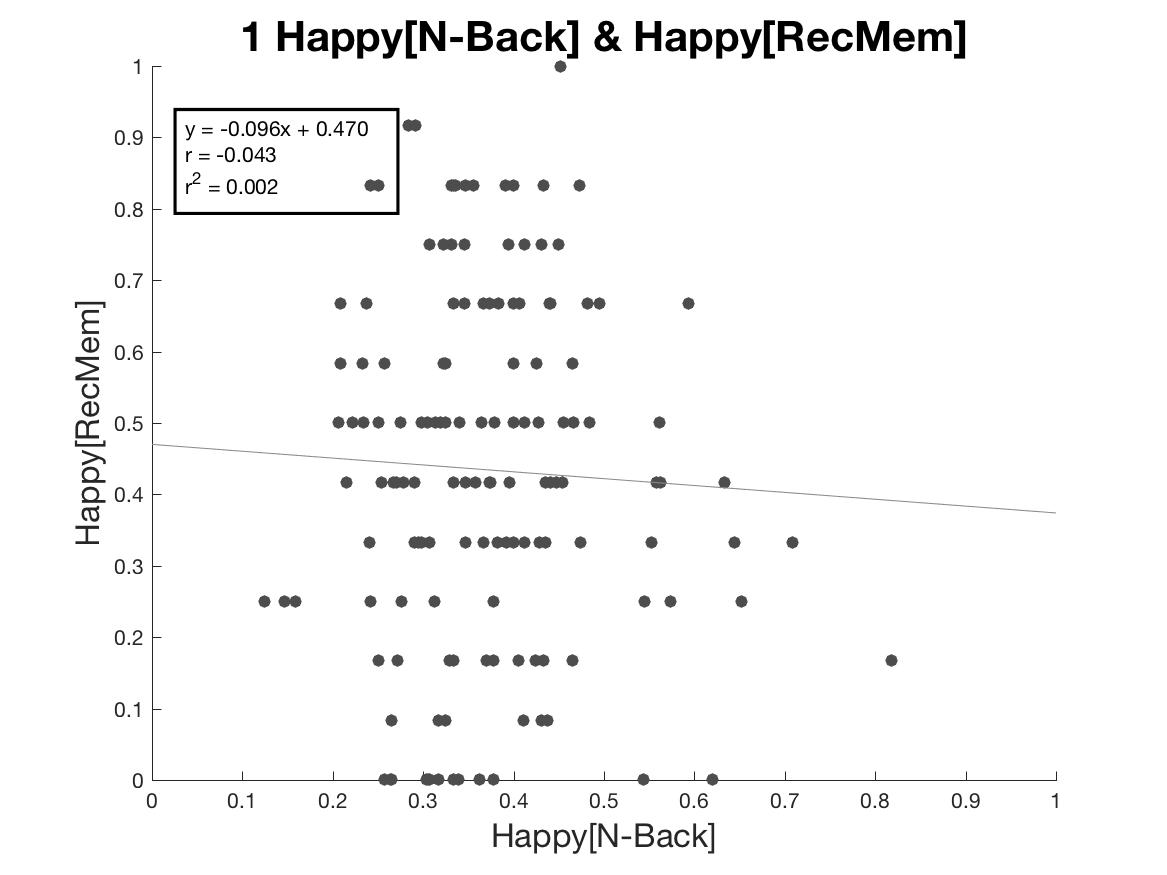 1 Happy[N-Back] & Happy[RecMem]
y = -0.096x + 0.470
r = -0.043
r² = 0.002
Happy[RecMem]
1
0.9
0.8
0.7
0.6
0.5
0.4
0.3
0.2
0.1
0
0 0.1 0.2 0.3 0.4 0.5 0.6 0.7 0.8 0.9 1
Happy[N-Back]